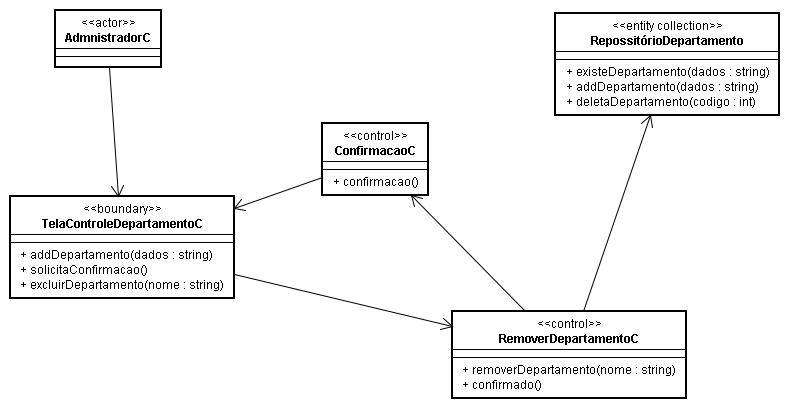 <<actor>>
AdmnistradorC
<<entity collection>>
RepossitórioDepartamento
+ existeDepartamento(dados : string)
+ addDepartamento(dados : string)
+ deletaDepartamento(codigo : int)
<<control>>
ConfirmacaoC
+ confirmacao()
<<boundary>>
TelaControleDepartamentoC
+ addDepartamento(dados : string)
+ solicitaConfirmacao()
+ excluirDepartamento(nome : string)
<<control>>
RemoverDepartamentoC
+ removerDepartamento(nome : string)
+ confirmado()